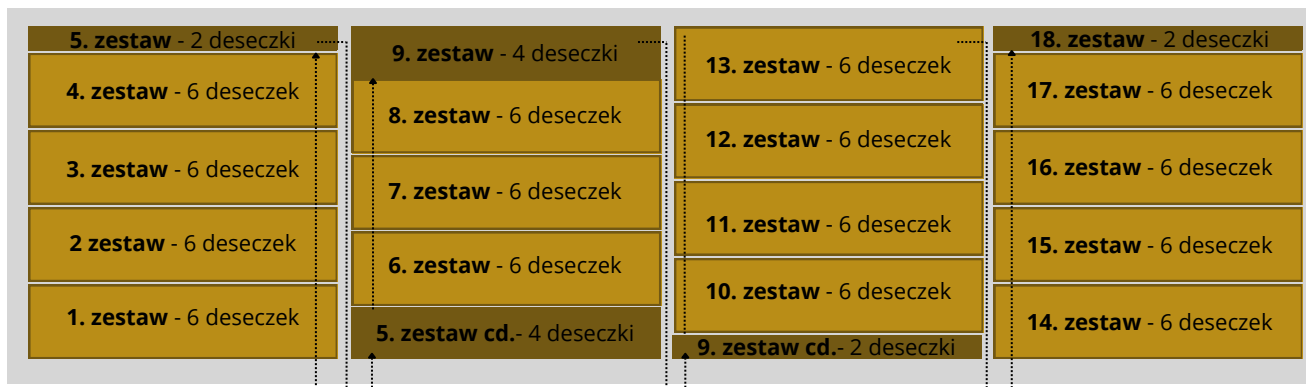 5. zestaw - 2 deseczki
4. zestaw - 6 deseczek
3. zestaw - 6 deseczek
2 zestaw - 6 deseczek
1. zestaw - 6 deseczek
9. zestaw - 4 deseczki
8. zestaw - 6 deseczek
7. zestaw - 6 deseczek
6. zestaw - 6 deseczek
5. zestaw cd.- 4 deseczki
13. zestaw - 6 deseczek
12. zestaw - 6 deseczek
11. zestaw - 6 deseczek
10. zestaw - 6 deseczek
9. zestaw cd.- 2 deseczki
18. zestaw - 2 deseczki
17. zestaw - 6 deseczek
16. zestaw - 6 deseczek
15. zestaw - 6 deseczek
14. zestaw - 6 deseczek